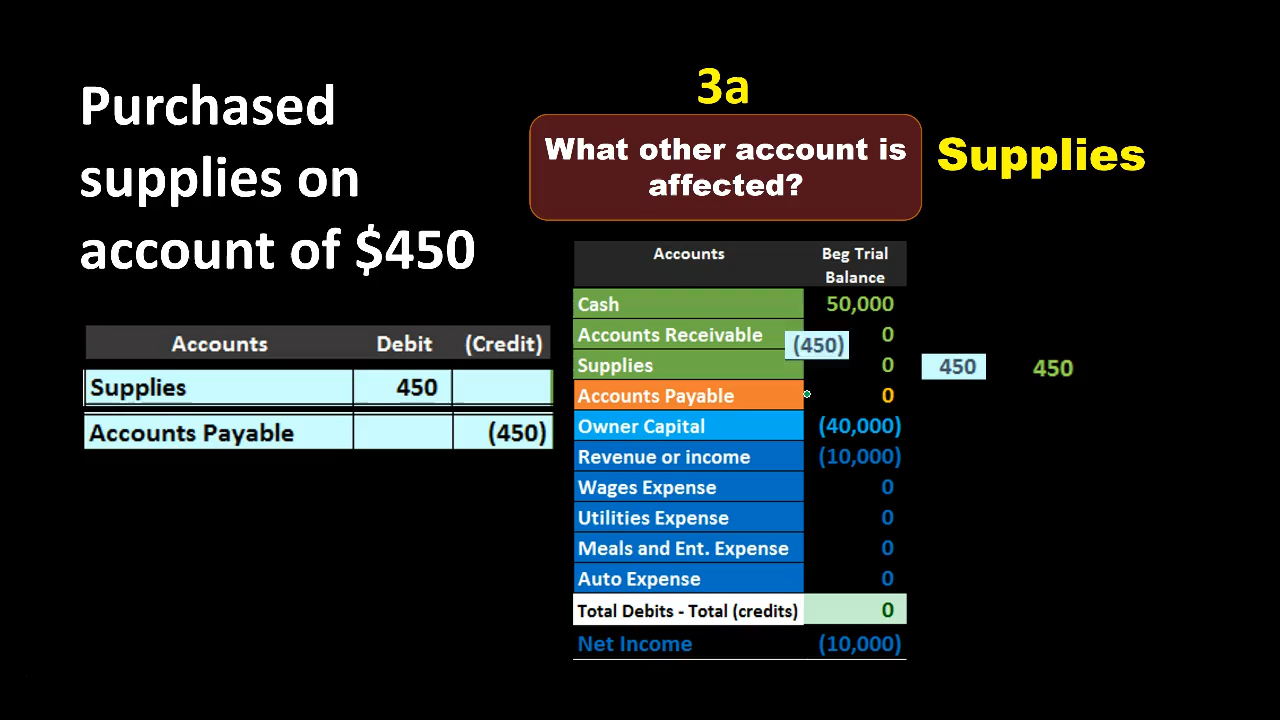 Purchased
supplies on
account of $450
3a
What other account is
affected?
Supplies
Accounts Debit (Credit)
Supplies 450
Accounts Payable (450)
Accounts Beg Trial
Balance
Cash 50,000
Accounts Receivable 0
(450)
Supplies 0 450 450
Accounts Payable 0
Owner Capital (40,000)
Revenue or income (10,000)
Wages Expense 0
Utilities Expense 0
Meals and Ent. Expense 0
Auto Expense 0
Total Debits - Total (credits) 0
Net Income (10,000)